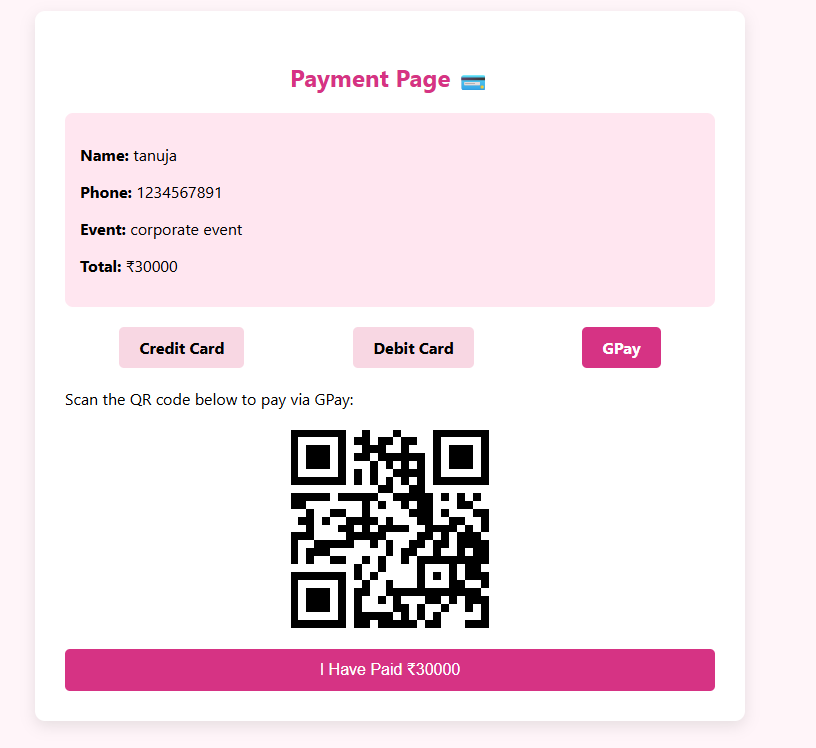 Payment Page
Name: tanuja
Phone: 1234567891
Event: corporate event
Total: ₹30000
Credit Card
Debit Card
GPay
Scan the QR code below to pay via GPay:
I Have Paid ₹30000